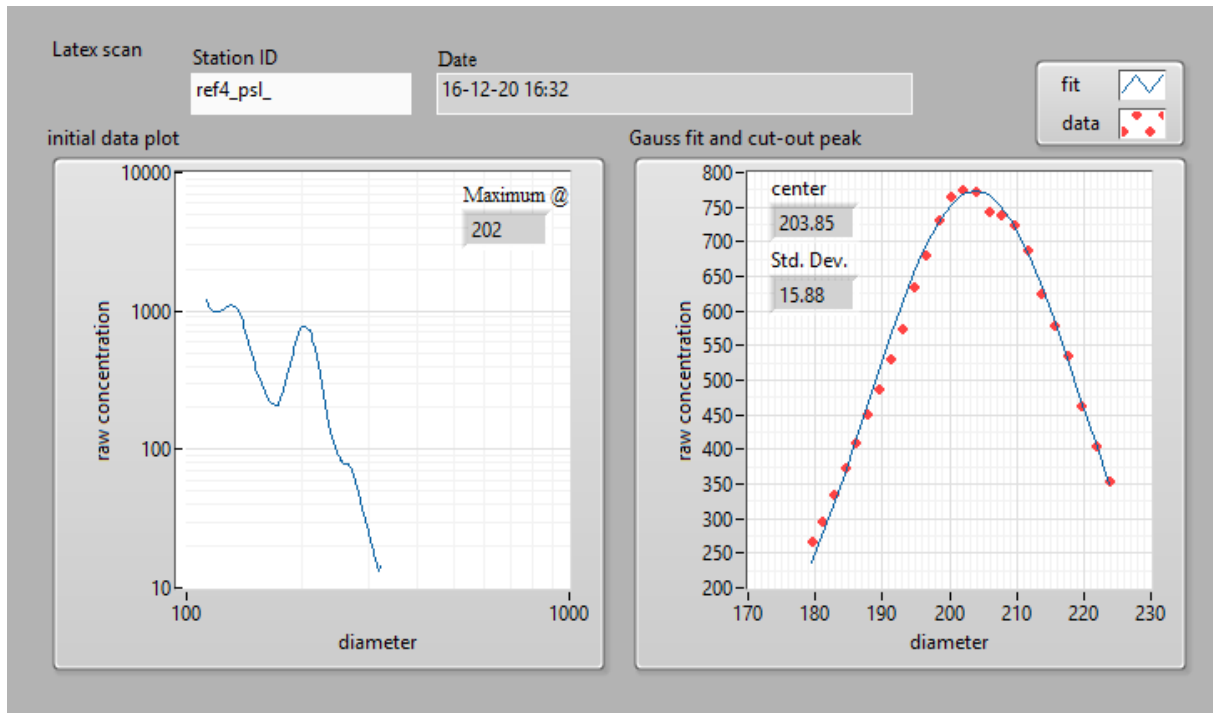 Latex scan
Station ID
ref4_psl_
Date
16-12-20 16:32
fit
data
initial data plot
10000
1000
100
10
raw concentration
Maximum @
202
100
1000
diameter
Gauss fit and cut-out peak
800
750
700
650
600
550
500
450
400
350
300
250
200
raw concentration
center
203.85
Std. Dev.
15.88
170
180
190
200
210
220
230
diameter